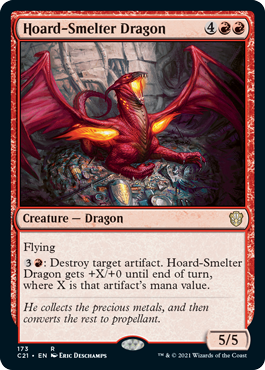 Hoard-Smelter Dragon 4
Creature — Dragon
Flying
3 : Destroy target artifact. Hoard-Smelter
Dragon gets +X/+0 until end of turn,
where X is that artifact's mana value.
He collects the precious metals, and then
converts the rest to propellant.
5/5
173 R
C21 • EN Eric Deschamps
™ & © 2021 Wizards of the Coast